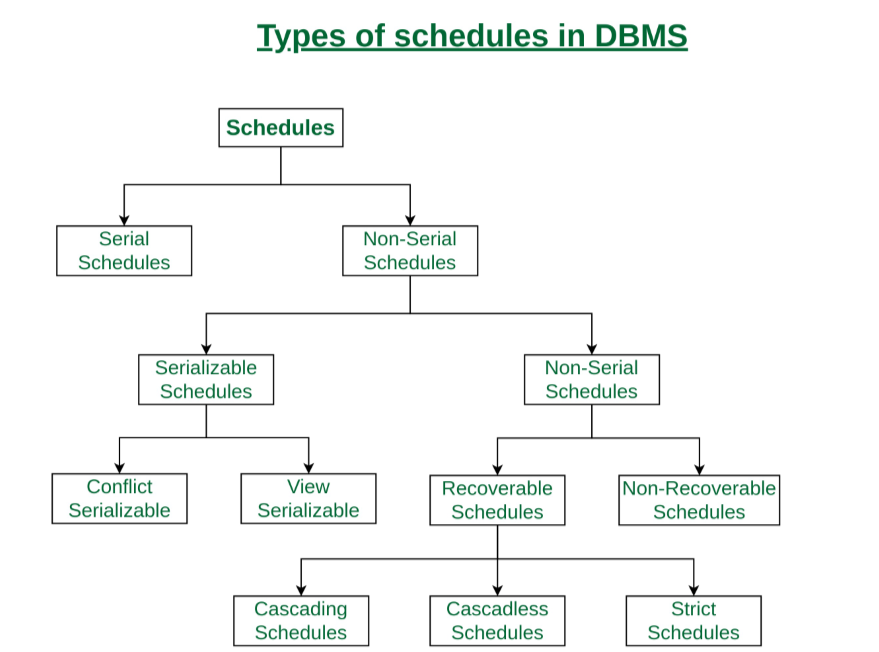 Types of schedules in DBMS
Schedules
Serial
Schedules
Non-Serial
Schedules
Serializable
Schedules
Non-Serial
Schedules
Conflict
Serializable
View
Serializable
Recoverable
Schedules
Non-Recoverable
Schedules
Cascading
Schedules
Cascadless
Schedules
Strict
Schedules